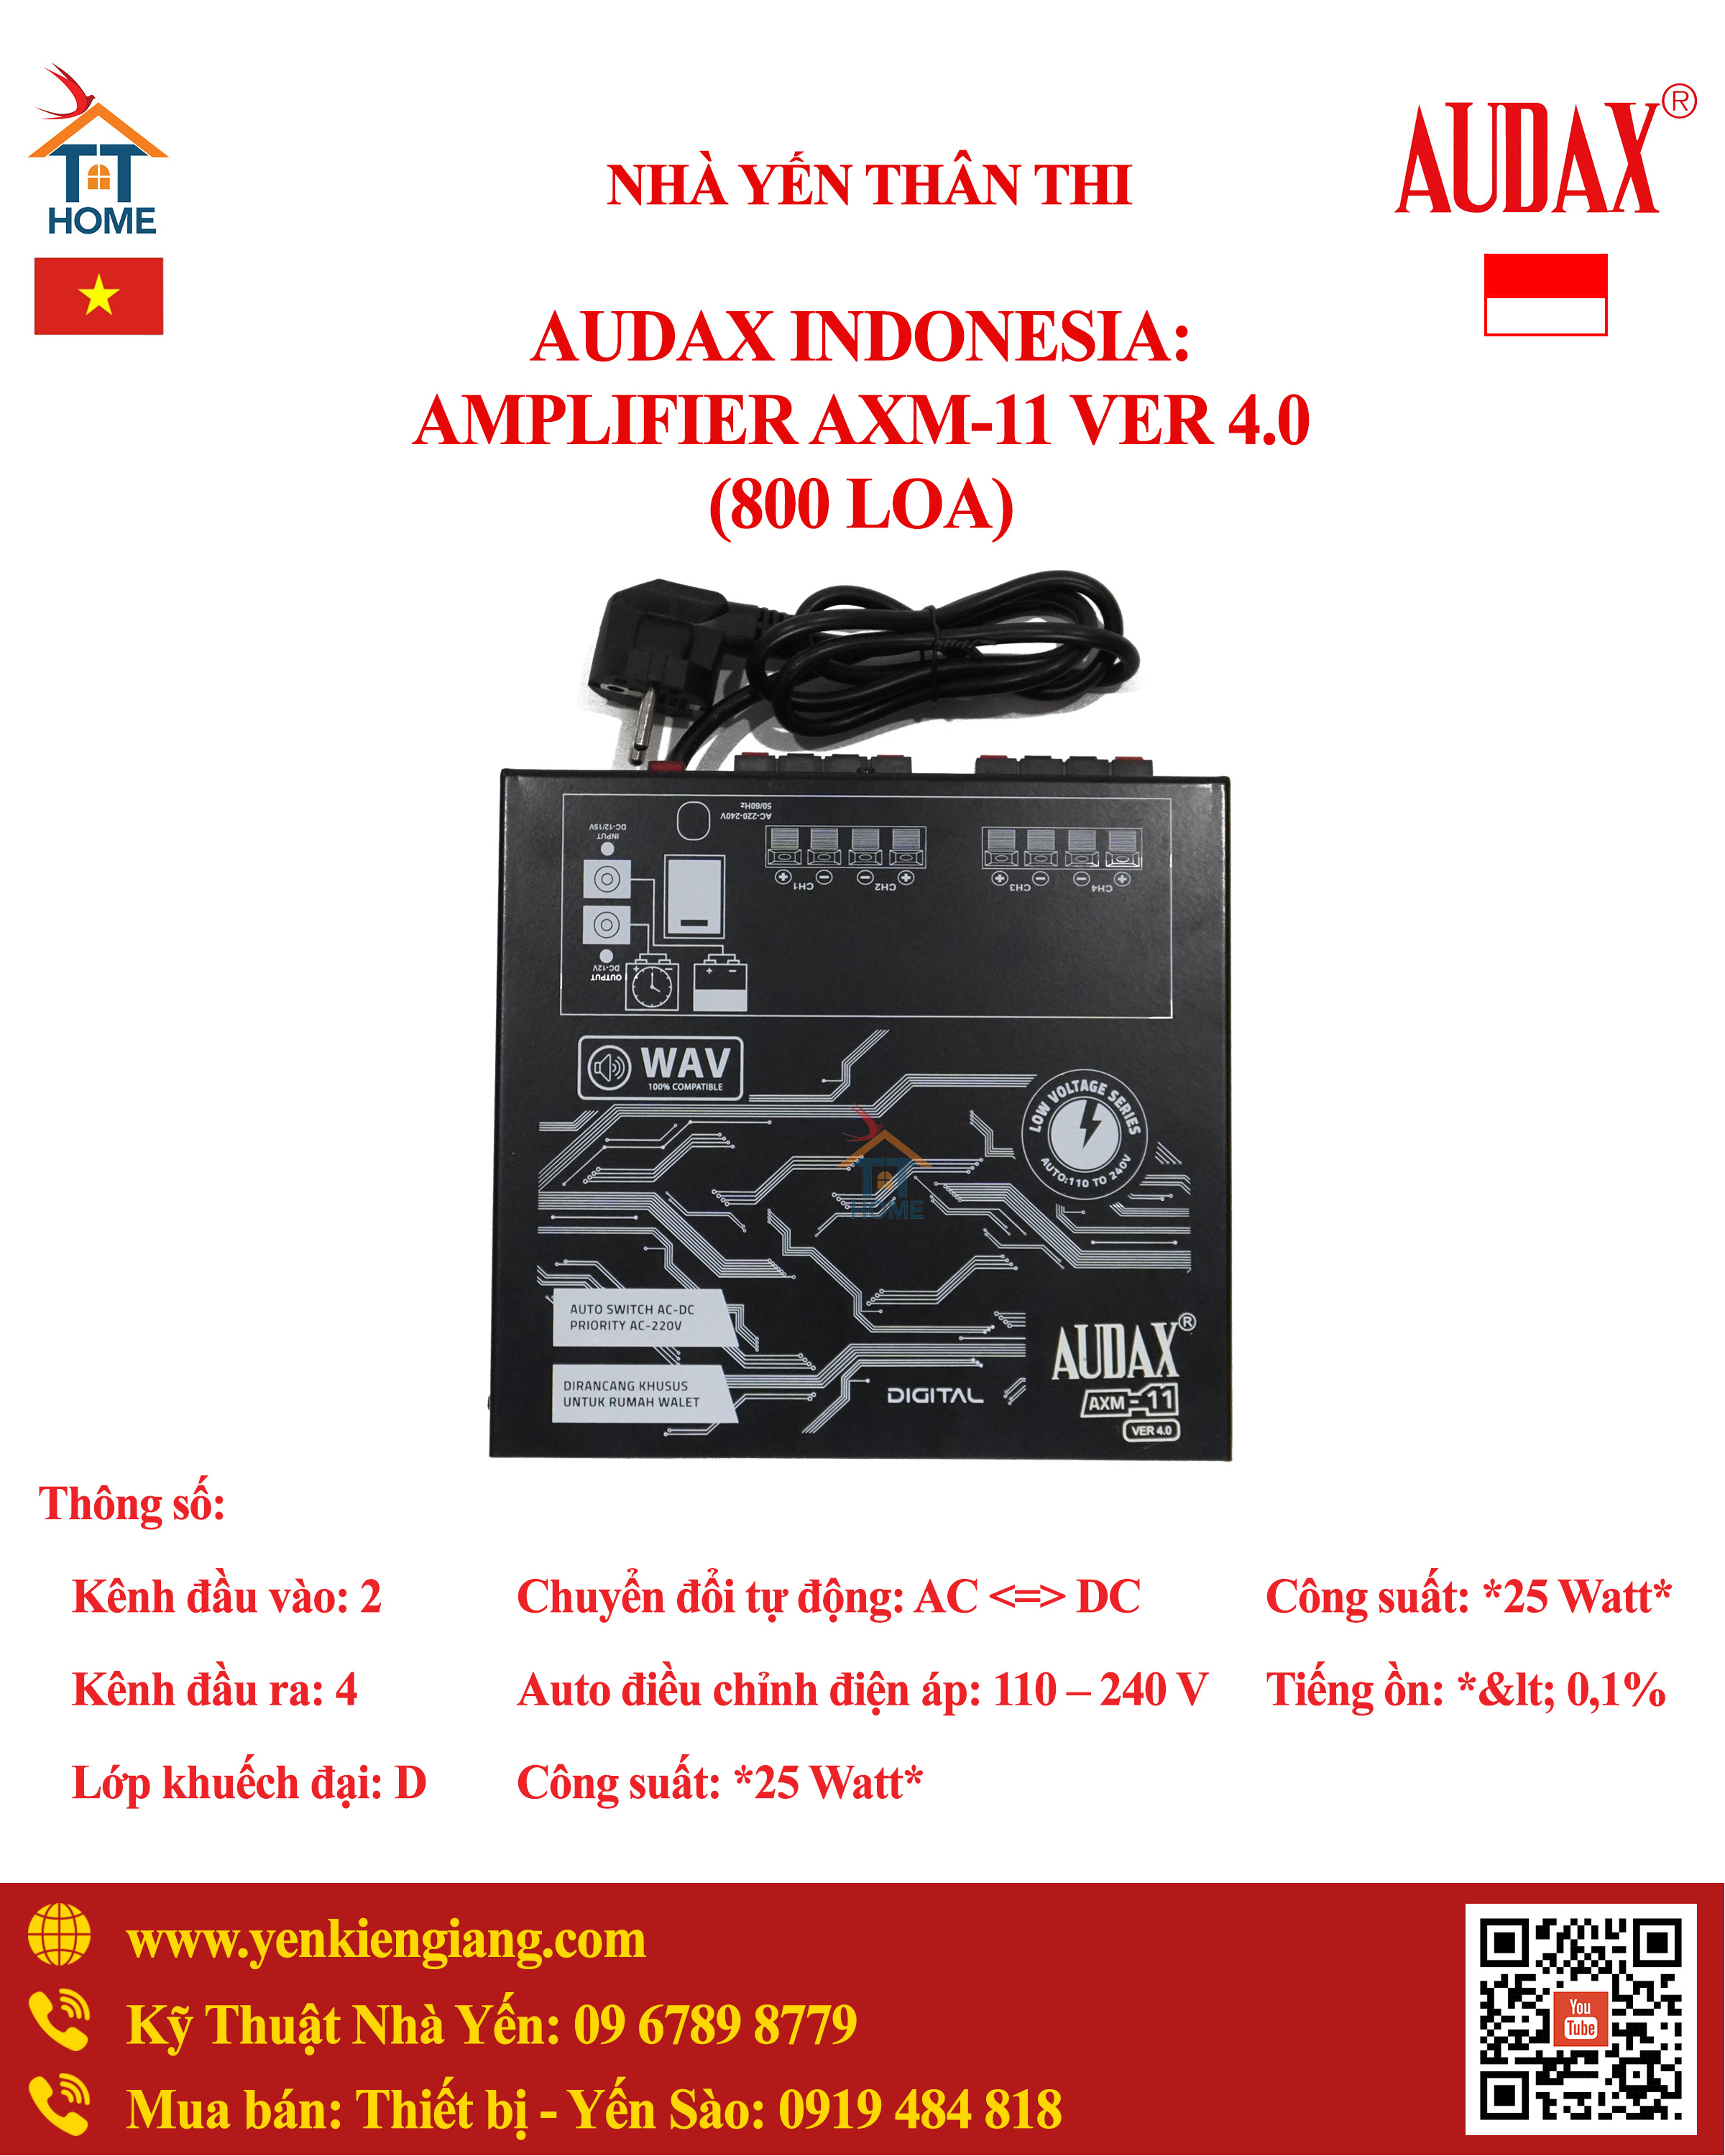 TT
HOME
AUDAX®
NHÀ YẾN THÂN THI
AUDAX INDONESIA:
AMPLIFIER AXM-11 VER 4.0
(800 LOA)
AC-220-240V
50/60Hz
INPUT
DC-12/15V
CH1
CH2
CH3
CH4
OUTPUT
DC-12V
WAV
100% COMPATIBLE
LOW VOLTAGE SERIES
AUTO:110 TO 240V
TT
HOME
AUTO SWITCH AC-DC
PRIORITY AC-220V
DIRANCANG KHUSUS
UNTUK RUMAH WALET
DIGITAL
AUDAX®
AXM-11
VER 4.0
Thông số:
Kênh đầu vào: 2
Chuyển đổi tự động: AC <=> DC
Công suất: *25 Watt*
Kênh đầu ra: 4
Auto điều chỉnh điện áp: 110 – 240 V
Tiếng ồn: *&lt; 0,1%
Lớp khuếch đại: D
Công suất: *25 Watt*
www.yenkiengiang.com
Kỹ Thuật Nhà Yến: 09 6789 8779
Mua bán: Thiết bị - Yến Sào: 0919 484 818
You
Tube